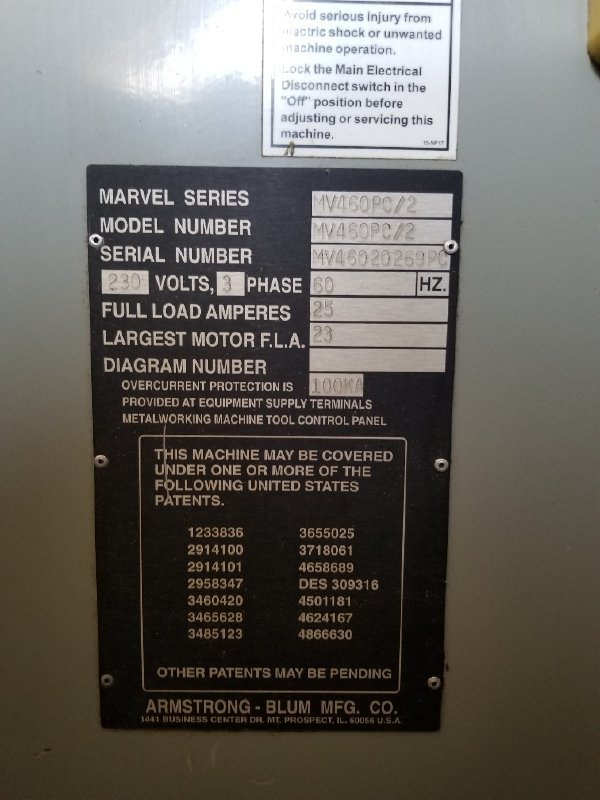 Avoid serious injury from
electric shock or unwanted
machine operation.
Lock the Main Electrical
Disconnect switch in the
"Off" position before
adjusting or servicing this
machine.
MARVEL SERIES MV460PC/2
MODEL NUMBER MV460PC/2
SERIAL NUMBER
230 VOLTS, 3 PHASE 60 HZ.
FULL LOAD AMPERES 25
LARGEST MOTOR F.L.A. 23
DIAGRAM NUMBER
OVERCURRENT PROTECTION IS 100KA
PROVIDED AT EQUIPMENT SUPPLY TERMINALS
METALWORKING MACHINE TOOL CONTROL PANEL
THIS MACHINE MAY BE COVERED
UNDER ONE OR MORE OF THE
FOLLOWING UNITED STATES
PATENTS.
1233836 3655025
2914100 3718061
2914101 4658689
2958347 DES 309316
3460420 4501181
3465628 4624167
3485123 4866630
OTHER PATENTS MAY BE PENDING
ARMSTRONG - BLUM MFG. CO.
1441 BUSINESS CENTER DR. MT. PROSPECT, IL. 60056 U.S.A.